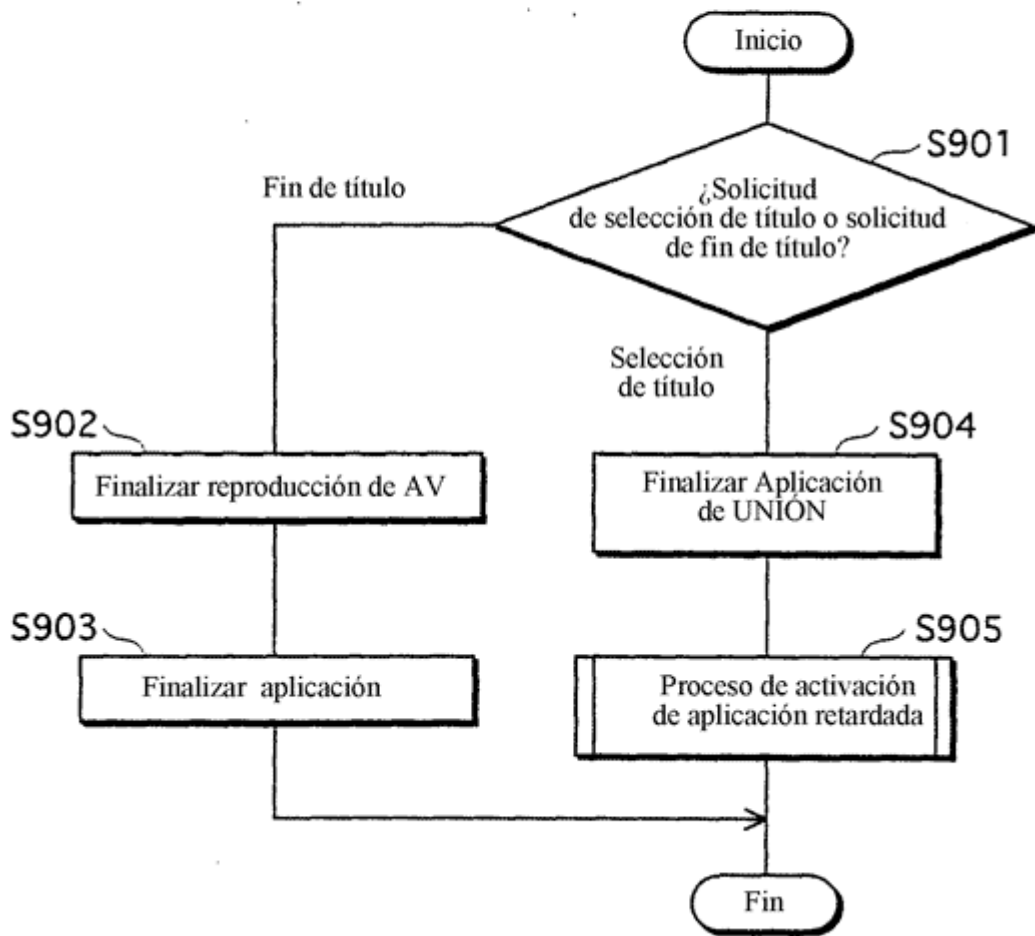 Inicio
S901
¿Solicitud
de selección de título o solicitud
de fin de título?
Fin de título
Selección
de título
S902
Finalizar reproducción de AV
S903
Finalizar aplicación
S904
Finalizar Aplicación
de UNIÓN
S905
Proceso de activación
de aplicación retardada
Fin